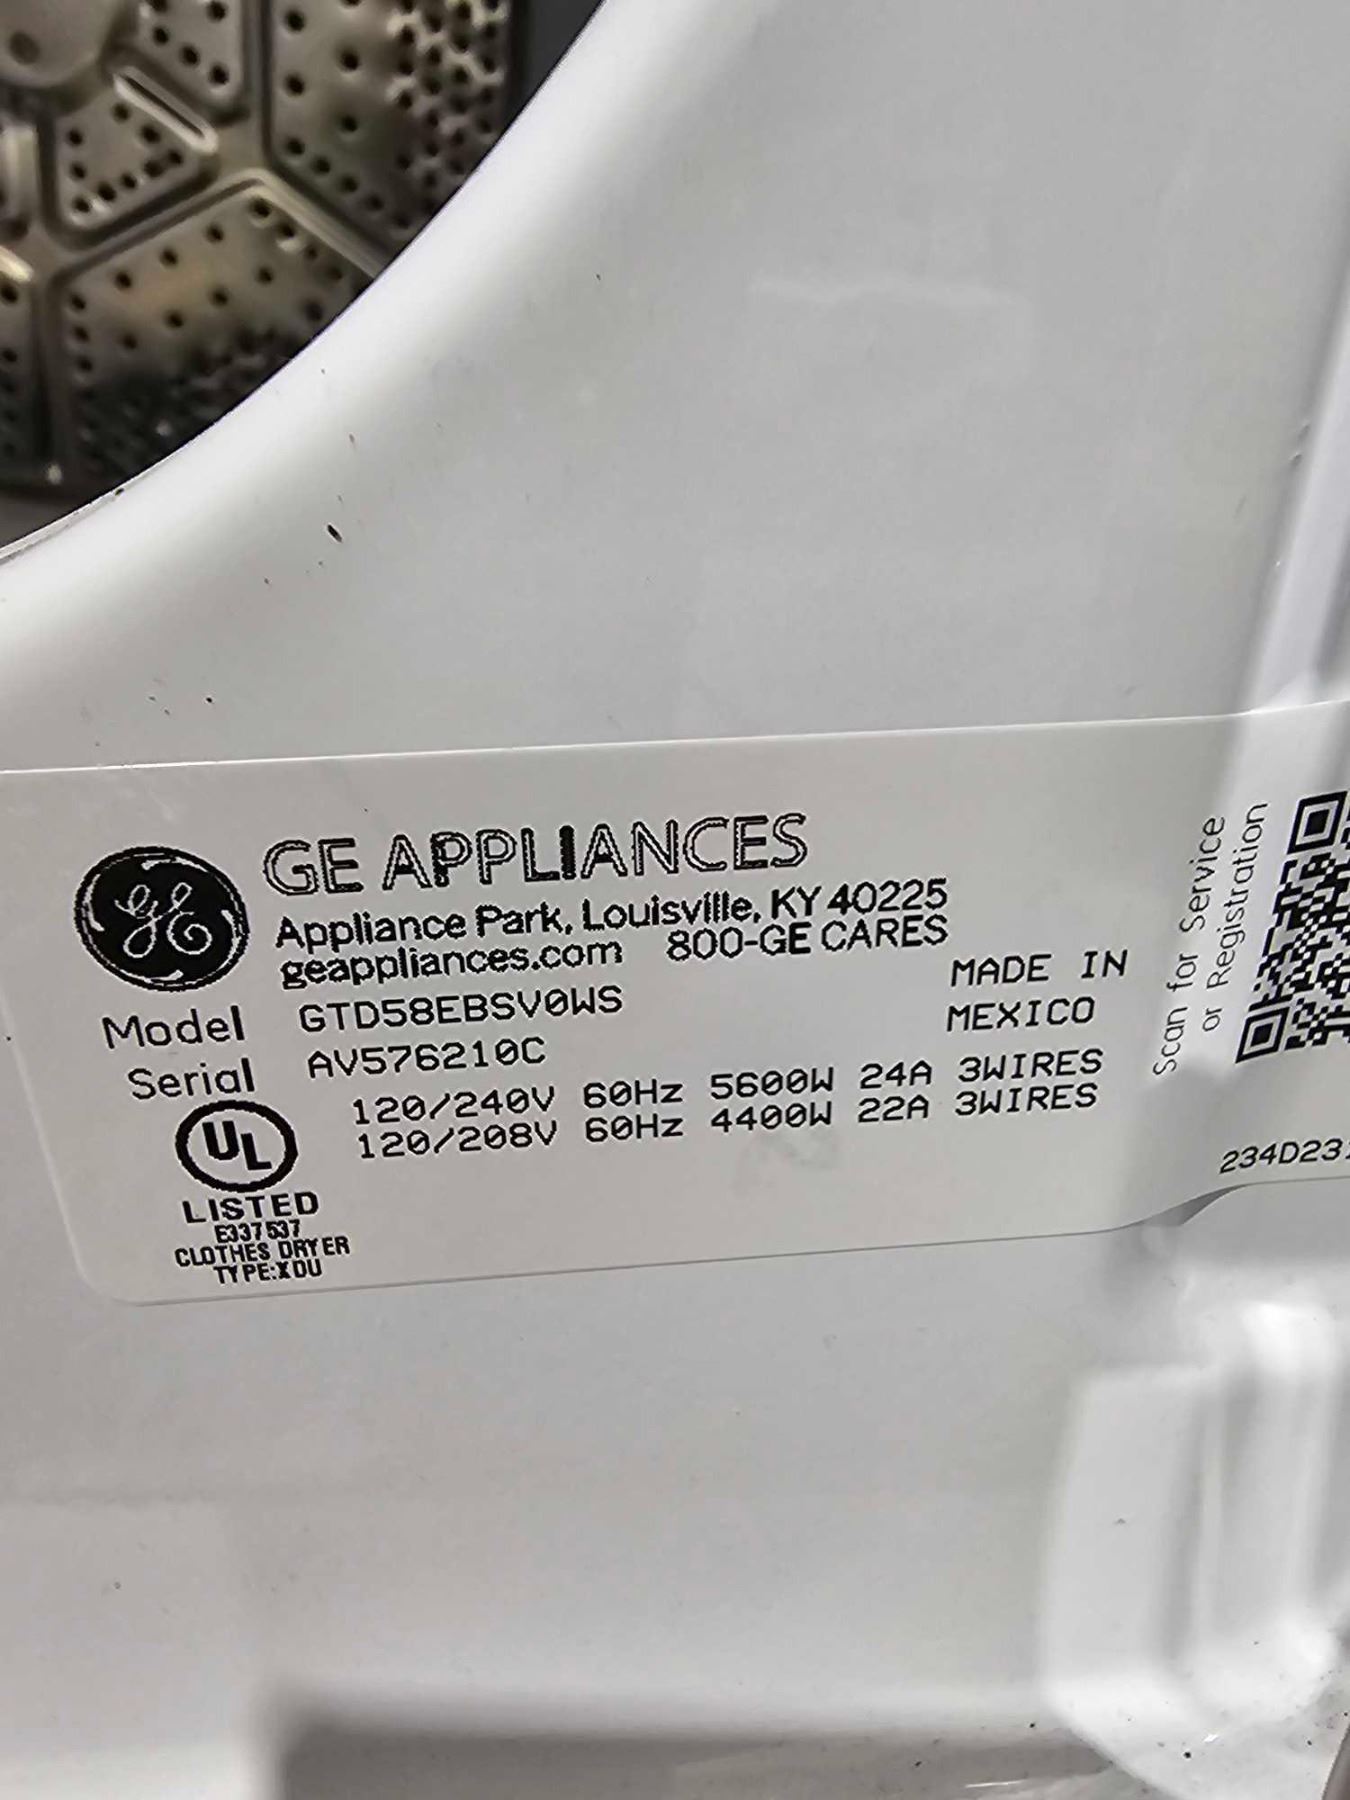 GE APPLIANCES
Appliance Park, Louisville, KY 40225
geappliances.com 800-GE CARES
MADE IN
MEXICO
Model GTD58EBSV0WS
Serial AV576210C
120/240V 60Hz 5600W 24A 3WIRES
120/208V 60Hz 4400W 22A 3WIRES
UL
LISTED
E337537
CLOTHES DRYER
TYPE:XDU
Scan for Service
or Registration
234D23